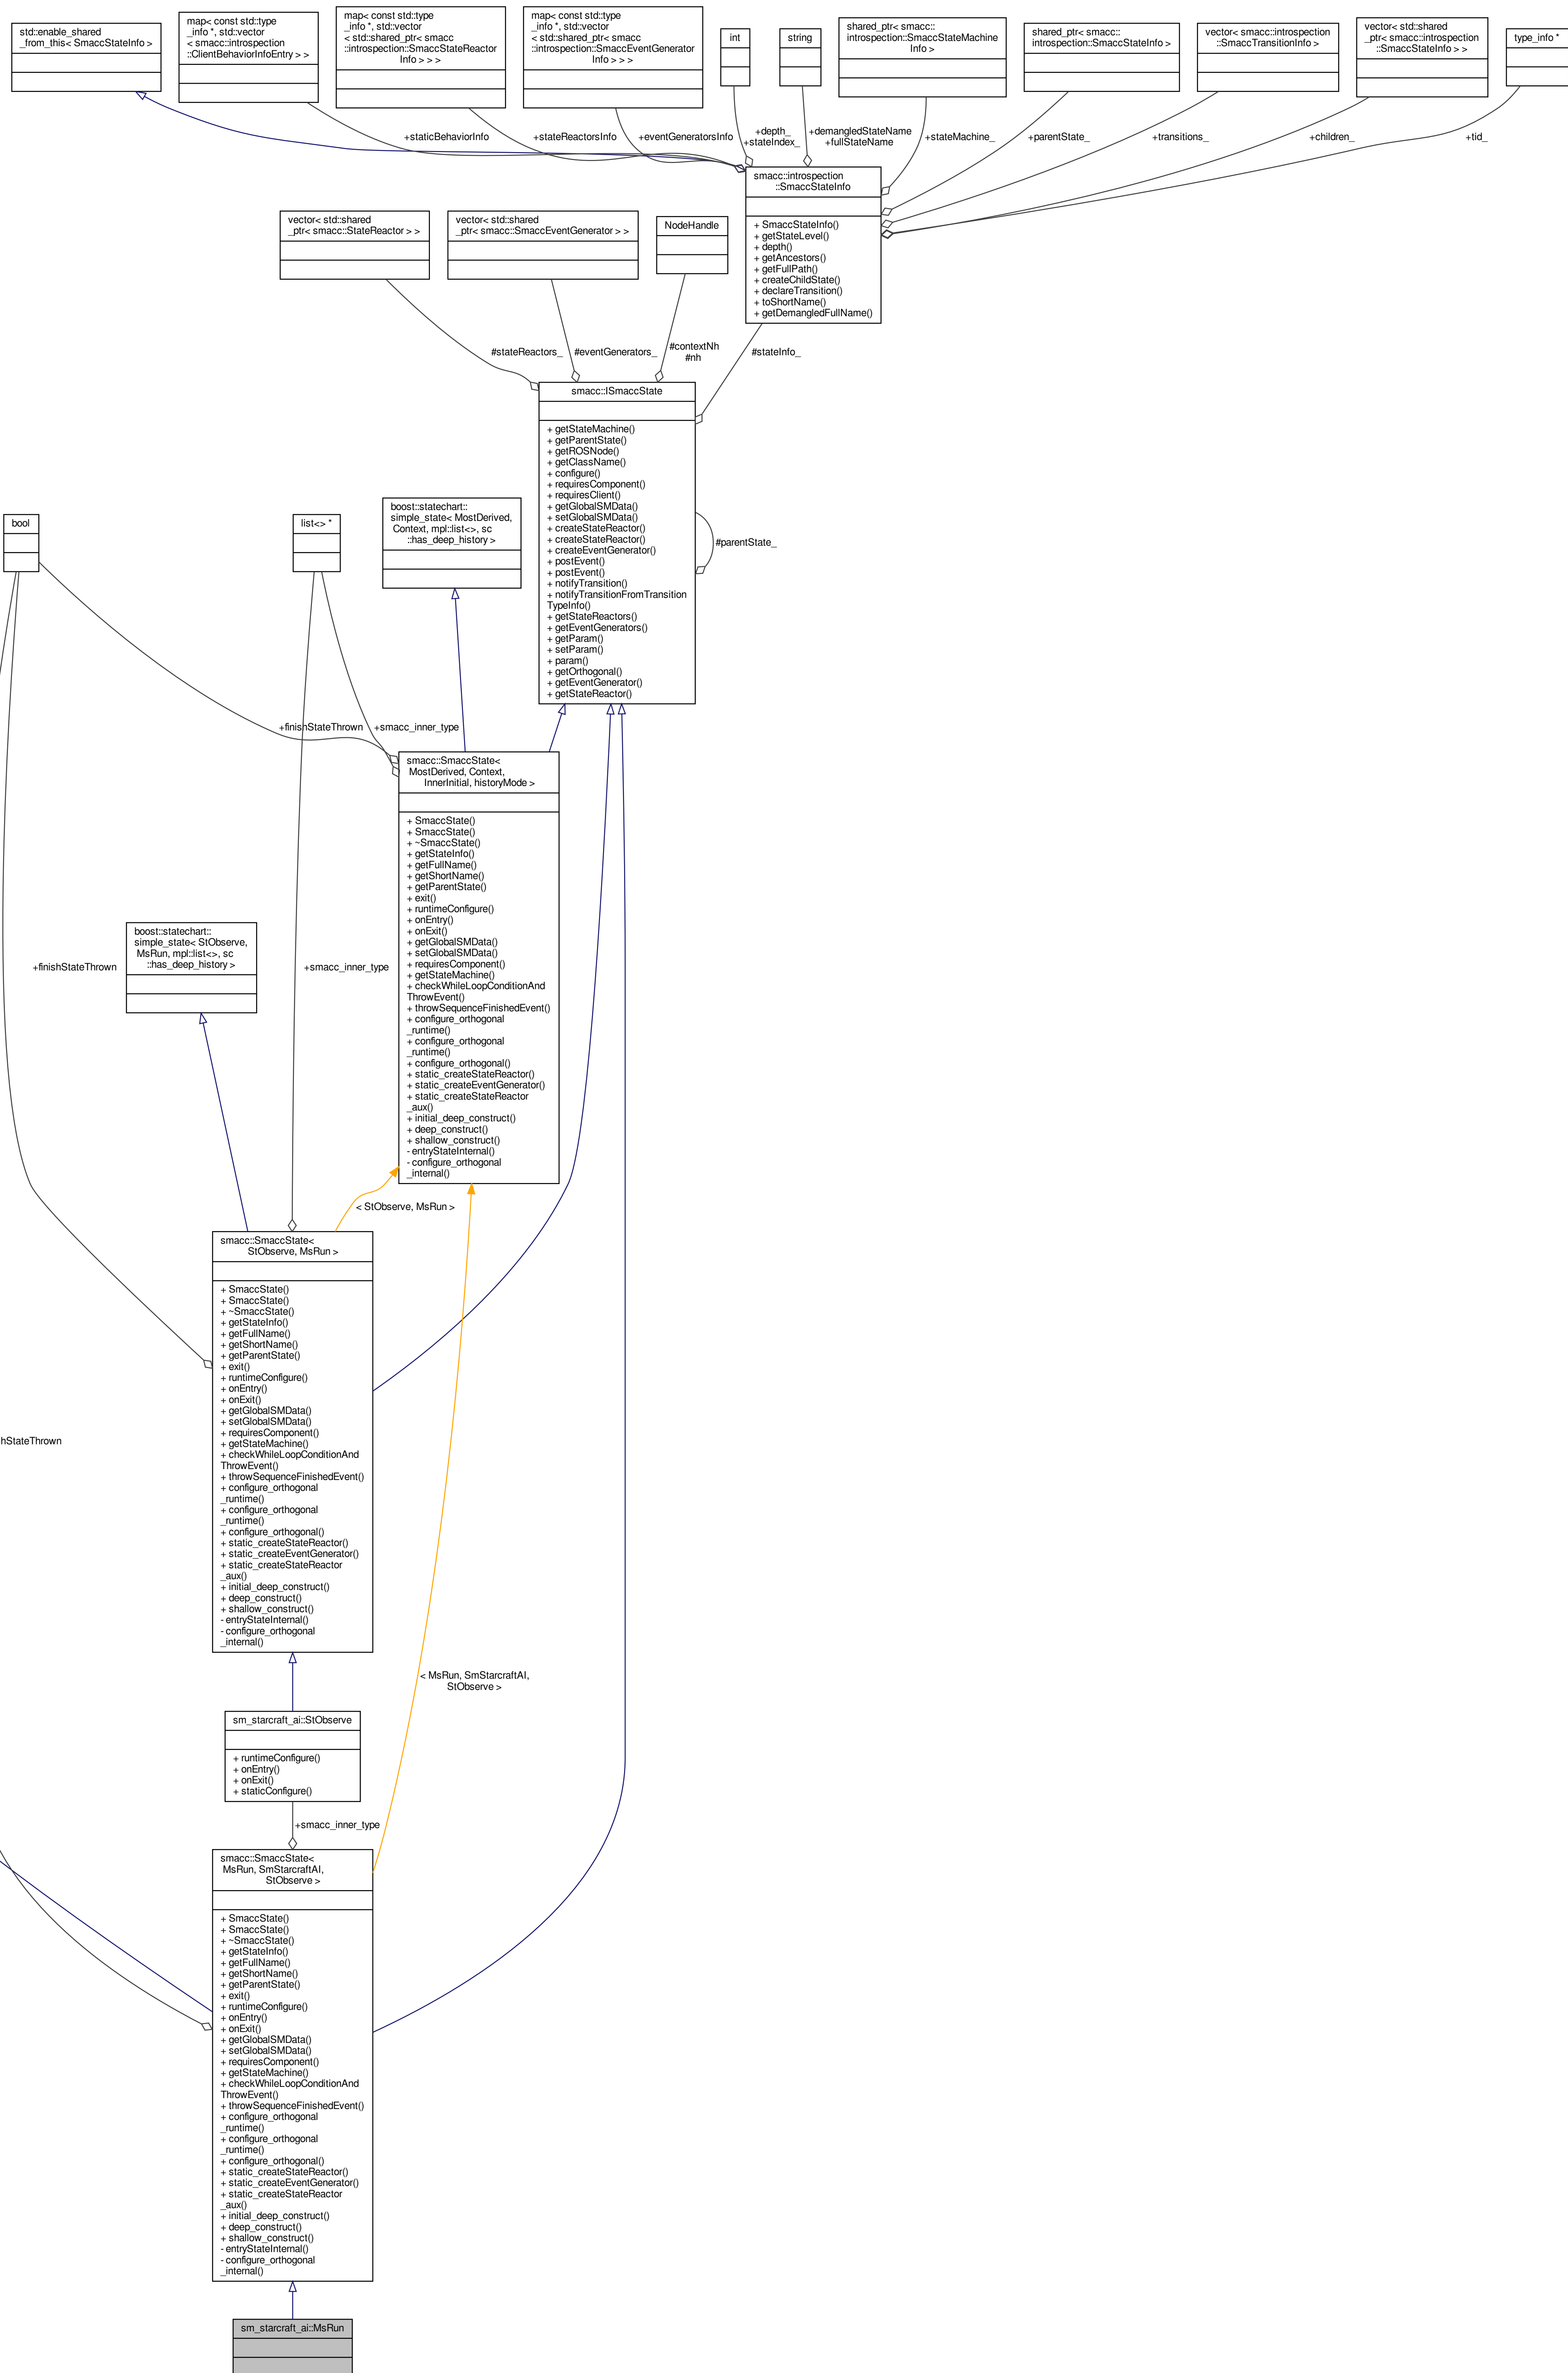 std::enable_shared
_from_this< SmaccStateInfo >
map< const std::type
_info *, std::vector
< smacc::introspection
::ClientBehaviorInfoEntry > >
map< const std::type
_info *, std::vector
< std::shared_ptr< smacc
::introspection::SmaccStateReactor
Info > > >
map< const std::type
_info *, std::vector
< std::shared_ptr< smacc
::introspection::SmaccEventGenerator
Info > > >
int
string
shared_ptr< smacc::
introspection::SmaccStateMachine
Info >
shared_ptr< smacc::
introspection::SmaccStateInfo >
vector< smacc::introspection
::SmaccTransitionInfo >
vector< std::shared
_ptr< smacc::introspection
::SmaccStateInfo > >
type_info *
+staticBehaviorInfo
+stateReactorsInfo
+eventGeneratorsInfo
+depth_
+stateIndex_
+demangledStateName
+fullStateName
+stateMachine_
+parentState_
+transitions_
+children_
+tid_
smacc::introspection
::SmaccStateInfo
+ SmaccStateInfo()
+ getStateLevel()
+ depth()
+ getAncestors()
+ getFullPath()
+ createChildState()
+ declareTransition()
+ toShortName()
+ getDemangledFullName()
vector< std::shared
_ptr< smacc::StateReactor > >
vector< std::shared
_ptr< smacc::SmaccEventGenerator > >
NodeHandle
#stateReactors_
#eventGenerators_
#contextNh
#nh
#stateInfo_
smacc::ISmaccState
+ getStateMachine()
+ getParentState()
+ getROSNode()
+ getClassName()
+ configure()
+ requiresComponent()
+ requiresClient()
+ getGlobalSMData()
+ setGlobalSMData()
+ createStateReactor()
+ createStateReactor()
+ createEventGenerator()
+ postEvent()
+ postEvent()
+ notifyTransition()
+ notifyTransitionFromTransition
TypeInfo()
+ getStateReactors()
+ getEventGenerators()
+ getParam()
+ setParam()
+ param()
+ getOrthogonal()
+ getEventGenerator()
+ getStateReactor()
#parentState_
bool
list<> *
boost::statechart::
simple_state< MostDerived,
Context, mpl::list<>, sc
::has_deep_history >
+finishStateThrown
+smacc_inner_type
smacc::SmaccState<
MostDerived, Context,
InnerInitial, historyMode >
+ SmaccState()
+ SmaccState()
+ ~SmaccState()
+ getStateInfo()
+ getFullName()
+ getShortName()
+ getParentState()
+ exit()
+ runtimeConfigure()
+ onEntry()
+ onExit()
+ getGlobalSMData()
+ setGlobalSMData()
+ requiresComponent()
+ getStateMachine()
+ checkWhileLoopConditionAnd
ThrowEvent()
+ throwSequenceFinishedEvent()
+ configure_orthogonal
_runtime()
+ configure_orthogonal
_runtime()
+ configure_orthogonal()
+ static_createStateReactor()
+ static_createEventGenerator()
+ static_createStateReactor
_aux()
+ initial_deep_construct()
+ deep_construct()
+ shallow_construct()
- entryStateInternal()
- configure_orthogonal
_internal()
boost::statechart::
simple_state< StObserve,
MsRun, mpl::list<>, sc
::has_deep_history >
+finishStateThrown
+smacc_inner_type
< StObserve, MsRun >
smacc::SmaccState<
StObserve, MsRun >
+ SmaccState()
+ SmaccState()
+ ~SmaccState()
+ getStateInfo()
+ getFullName()
+ getShortName()
+ getParentState()
+ exit()
+ runtimeConfigure()
+ onEntry()
+ onExit()
+ getGlobalSMData()
+ setGlobalSMData()
+ requiresComponent()
+ getStateMachine()
+ checkWhileLoopConditionAnd
ThrowEvent()
+ throwSequenceFinishedEvent()
+ configure_orthogonal
_runtime()
+ configure_orthogonal
_runtime()
+ configure_orthogonal()
+ static_createStateReactor()
+ static_createEventGenerator()
+ static_createStateReactor
_aux()
+ initial_deep_construct()
+ deep_construct()
+ shallow_construct()
- entryStateInternal()
- configure_orthogonal
_internal()
hStateThrown
< MsRun, SmStarcraftAI,
StObserve >
sm_starcraft_ai::StObserve
+ runtimeConfigure()
+ onEntry()
+ onExit()
+ staticConfigure()
+smacc_inner_type
smacc::SmaccState<
MsRun, SmStarcraftAI,
StObserve >
+ SmaccState()
+ SmaccState()
+ ~SmaccState()
+ getStateInfo()
+ getFullName()
+ getShortName()
+ getParentState()
+ exit()
+ runtimeConfigure()
+ onEntry()
+ onExit()
+ getGlobalSMData()
+ setGlobalSMData()
+ requiresComponent()
+ getStateMachine()
+ checkWhileLoopConditionAnd
ThrowEvent()
+ throwSequenceFinishedEvent()
+ configure_orthogonal
_runtime()
+ configure_orthogonal
_runtime()
+ configure_orthogonal()
+ static_createStateReactor()
+ static_createEventGenerator()
+ static_createStateReactor
_aux()
+ initial_deep_construct()
+ deep_construct()
+ shallow_construct()
- entryStateInternal()
- configure_orthogonal
_internal()
sm_starcraft_ai::MsRun